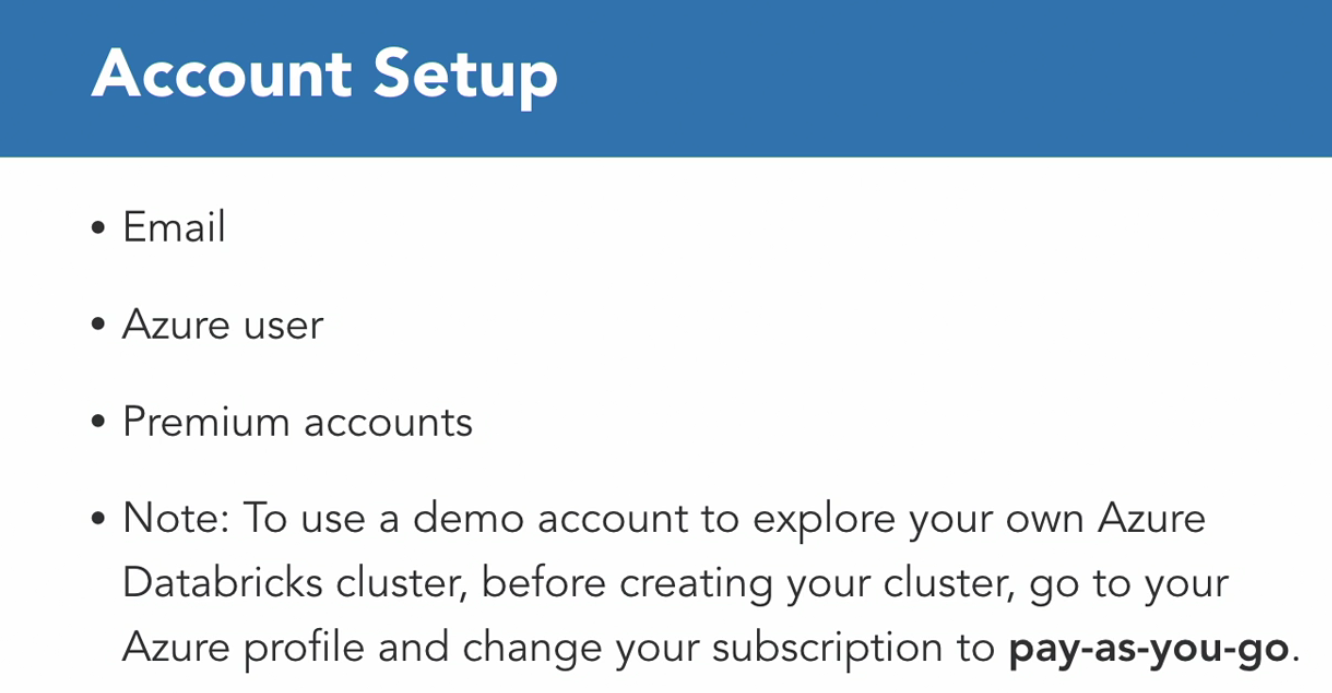 Account Setup
• Email
• Azure user
• Premium accounts
• Note: To use a demo account to explore your own Azure
Databricks cluster, before creating your cluster, go to your
Azure profile and change your subscription to pay-as-you-go.